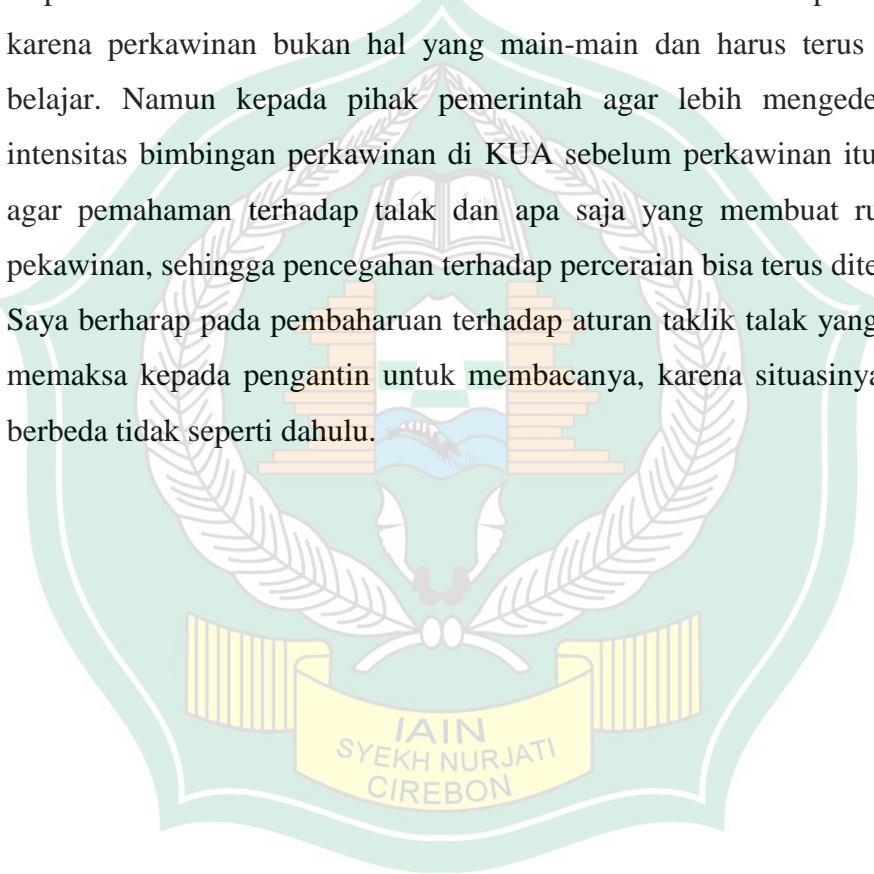 karena perkawinan bukan hal yang main-main dan harus terus
belajar. Namun kepada pihak pemerintah agar lebih mengede
intensitas bimbingan perkawinan di KUA sebelum perkawinan itu
agar pemahaman terhadap talak dan apa saja yang membuat ru
pekawinan, sehingga pencegahan terhadap perceraian bisa terus dite
Saya berharap pada pembaharuan terhadap aturan taklik talak yang
memaksa kepada pengantin untuk membacanya, karena situasinya
berbeda tidak seperti dahulu.
IAIN
SYEKH NURJATI
CIREBON